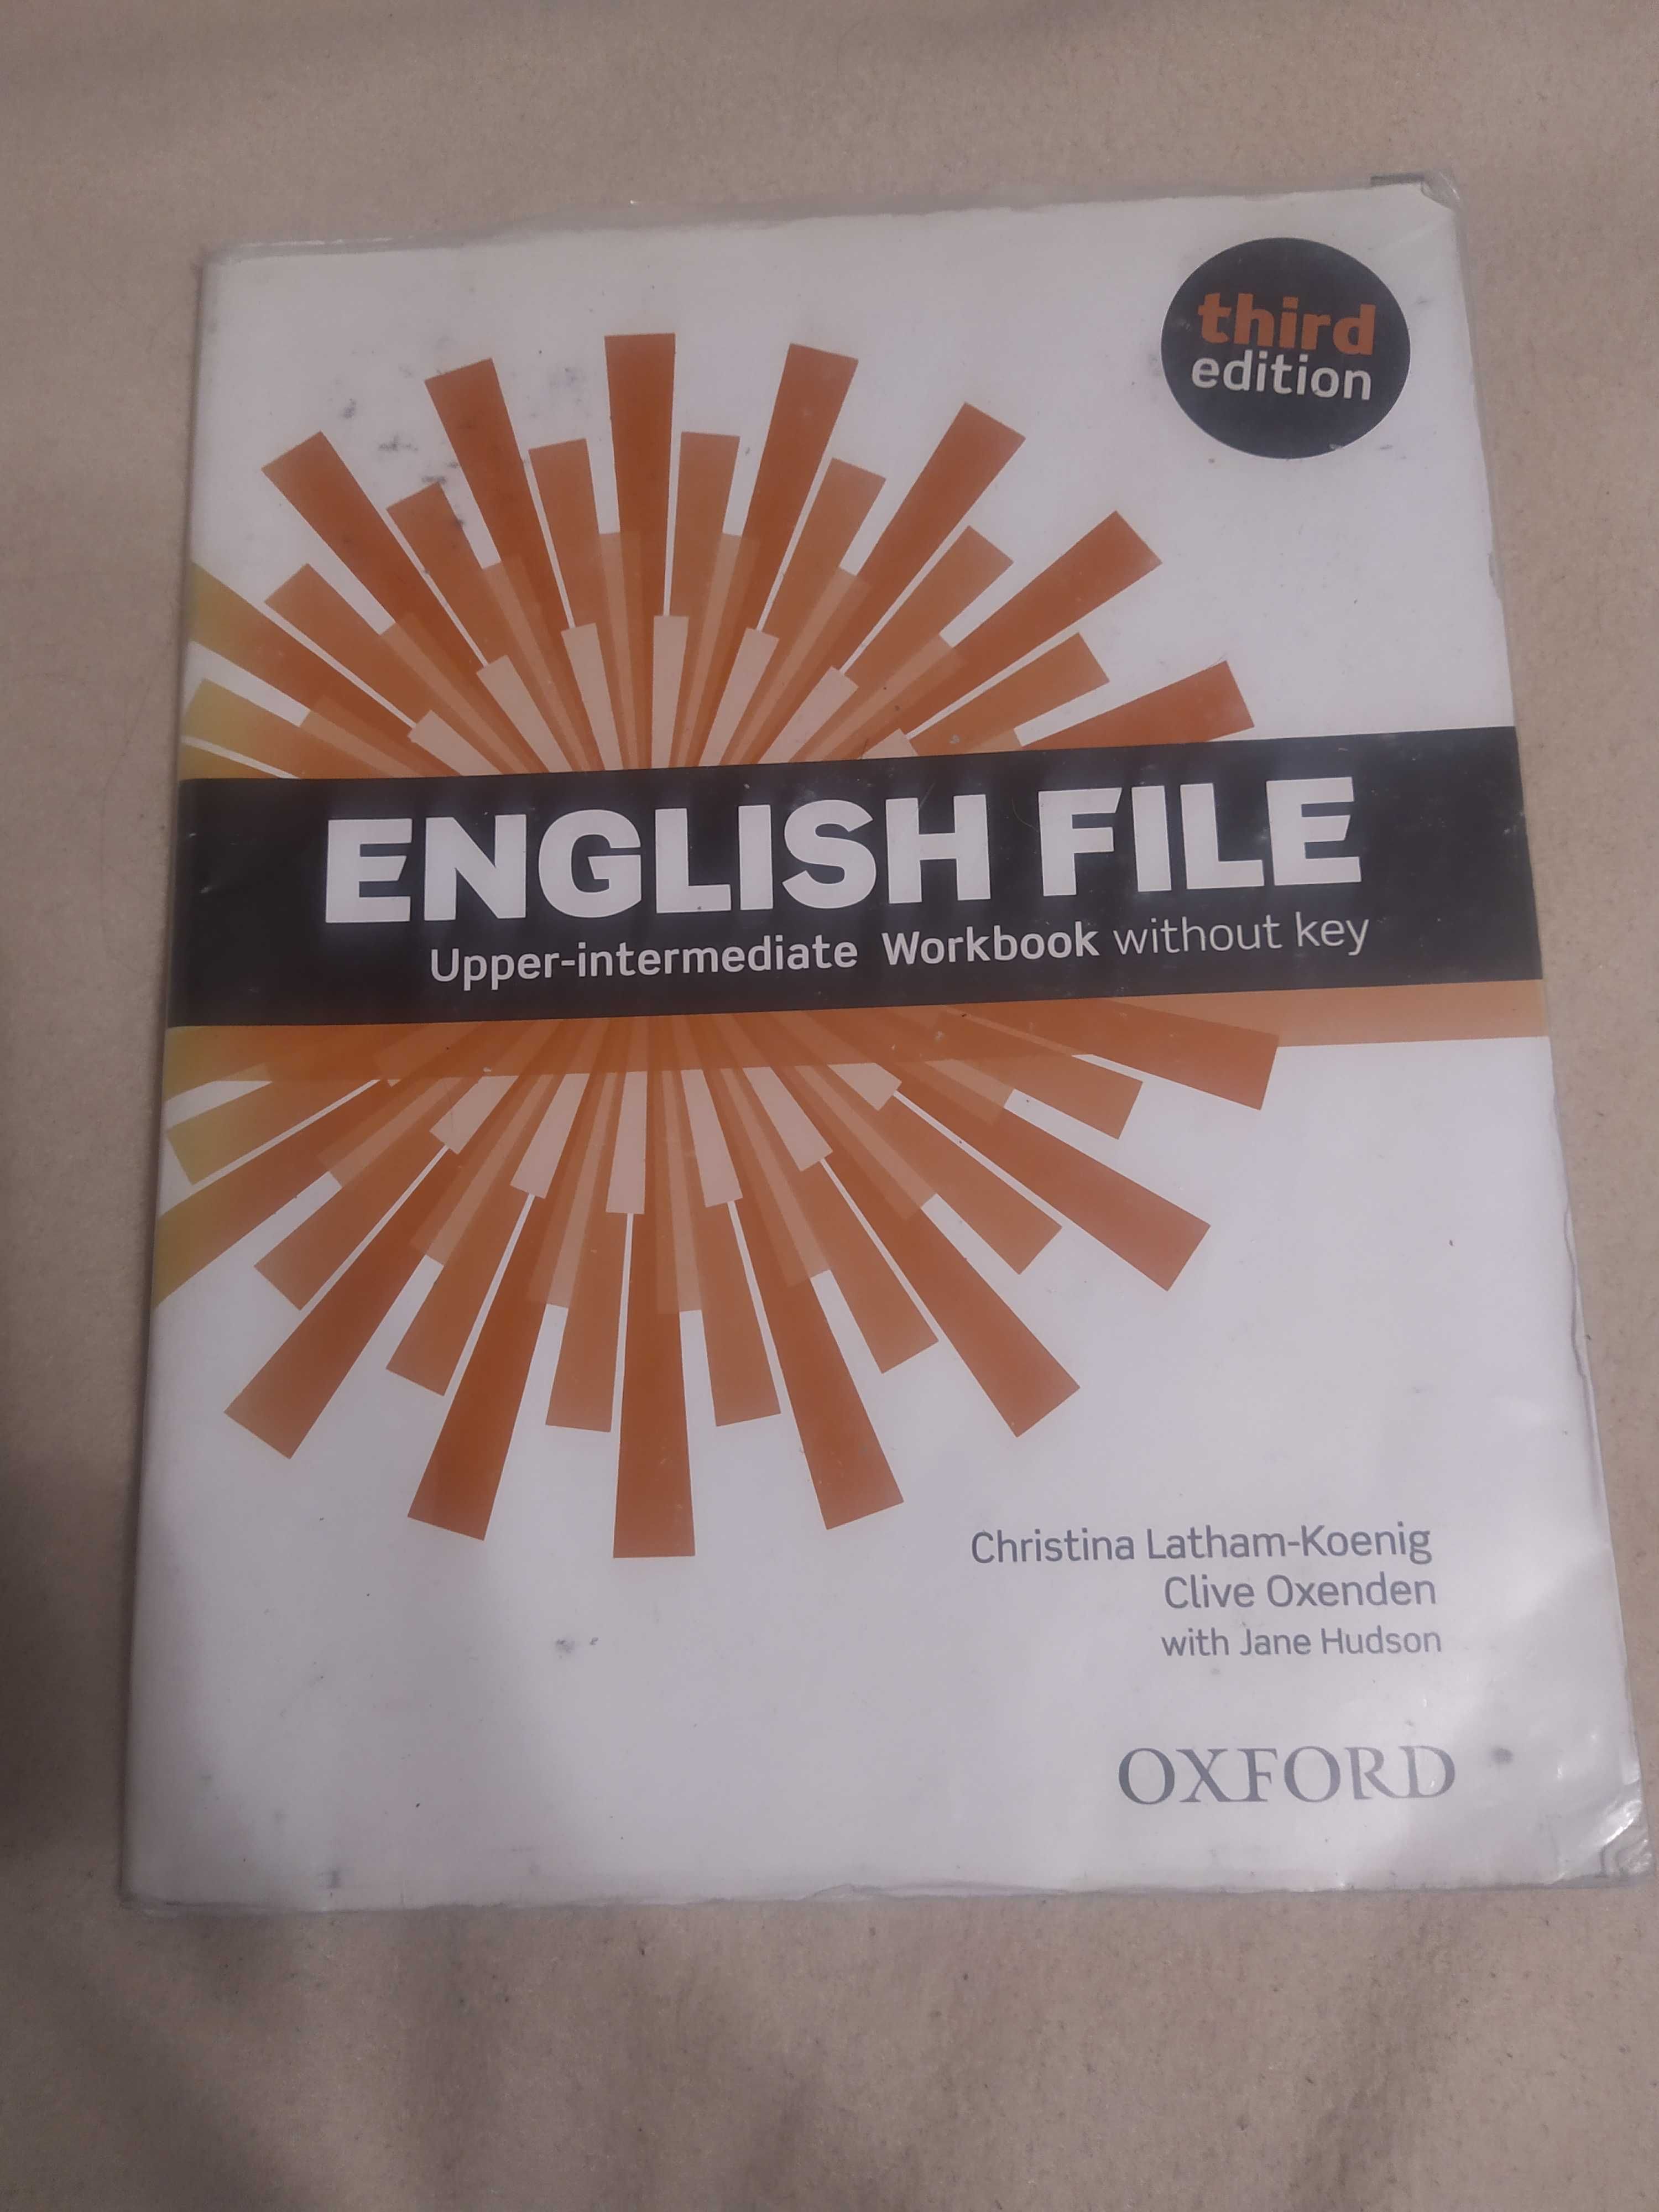 third
edition
ENGLISH FILE
Upper-intermediate Workbook without key
Christina Latham-Koenig
Clive Oxenden
with Jane Hudson
OXFORD